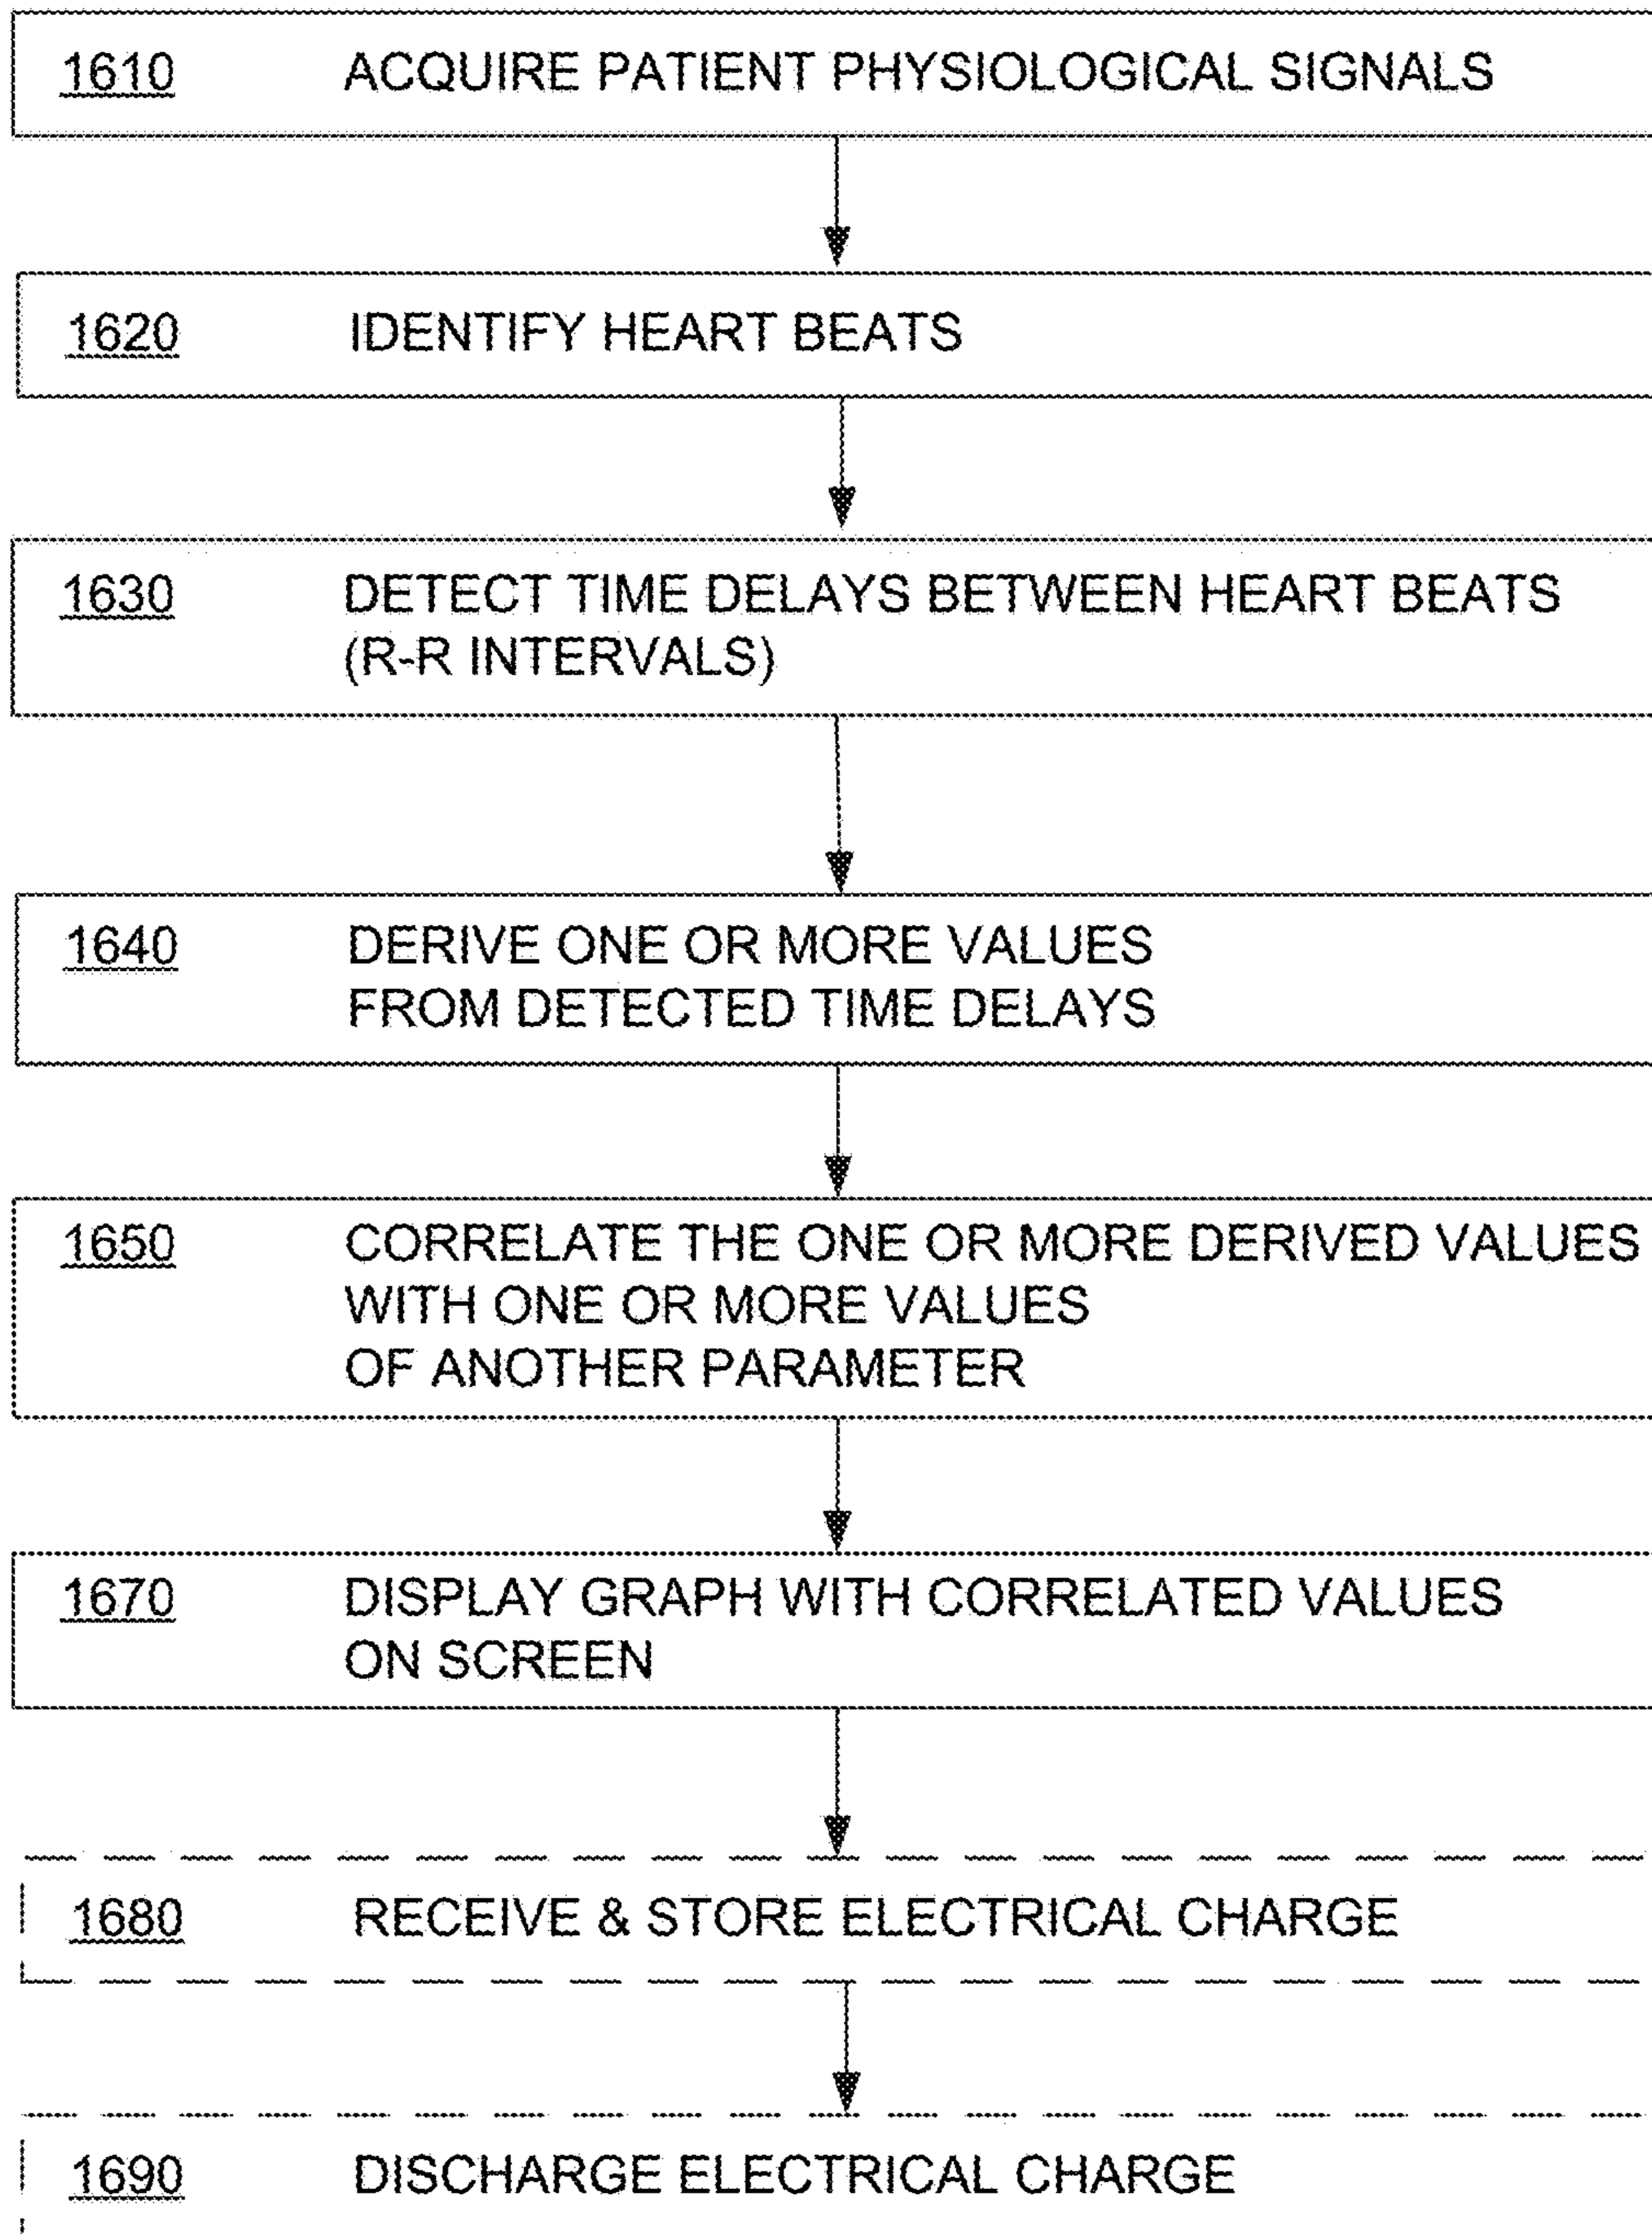 1610 ACQUIRE PATIENT PHYSIOLOGICAL SIGNALS
1620 IDENTIFY HEART BEATS
1630 DETECT TIME DELAYS BETWEEN HEART BEATS
(R-R INTERVALS)
1640 DERIVE ONE OR MORE VALUES
FROM DETECTED TIME DELAYS
1650 CORRELATE THE ONE OR MORE DERIVED VALUES
WITH ONE OR MORE VALUES
OF ANOTHER PARAMETER
1670 DISPLAY GRAPH WITH CORRELATED VALUES
ON SCREEN
1680 RECEIVE & STORE ELECTRICAL CHARGE
1690 DISCHARGE ELECTRICAL CHARGE